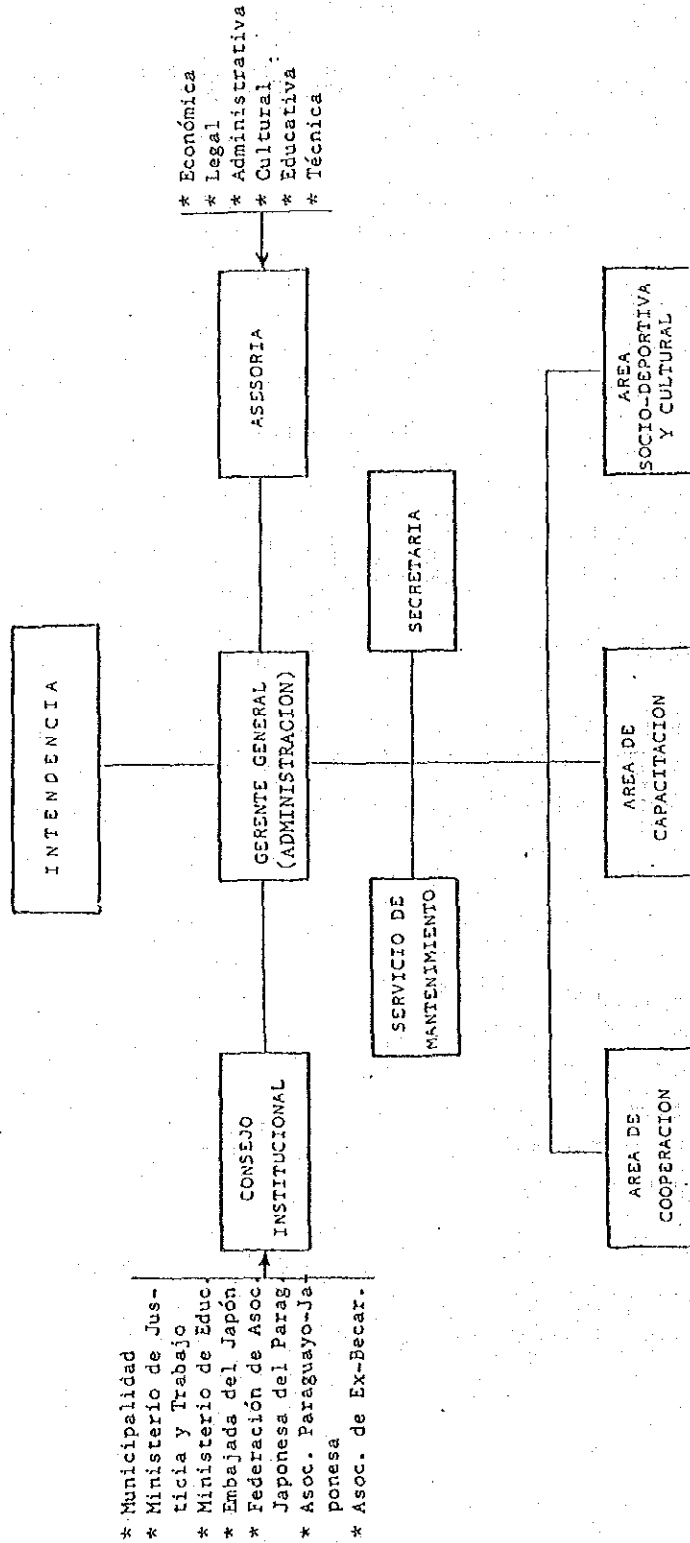 I N T E N D E N C I A
* Económica
* Legal
* Administrativa
* Cultural
* Educativa
* Técnica
CONSEJO
INSTITUCIONAL
GERENTE GENERAL
(ADMINISTRACION)
ASESORIA
* Municipalidad
* Ministerio de Jus-
ticia y Trabajo
* Ministerio de Educ.
* Embajada del Japón
* Federación de Asoc.
Japonesa del Parag.
* Asoc. Paraguayo-Ja-
ponesa
* Asoc. de Ex-Becar.
SERVICIO DE
MANTENIMIENTO
SECRETARIA
AREA DE
COOPERACION
AREA DE
CAPACITACION
AREA
SOCIO-DEPORTIVA
Y CULTURAL